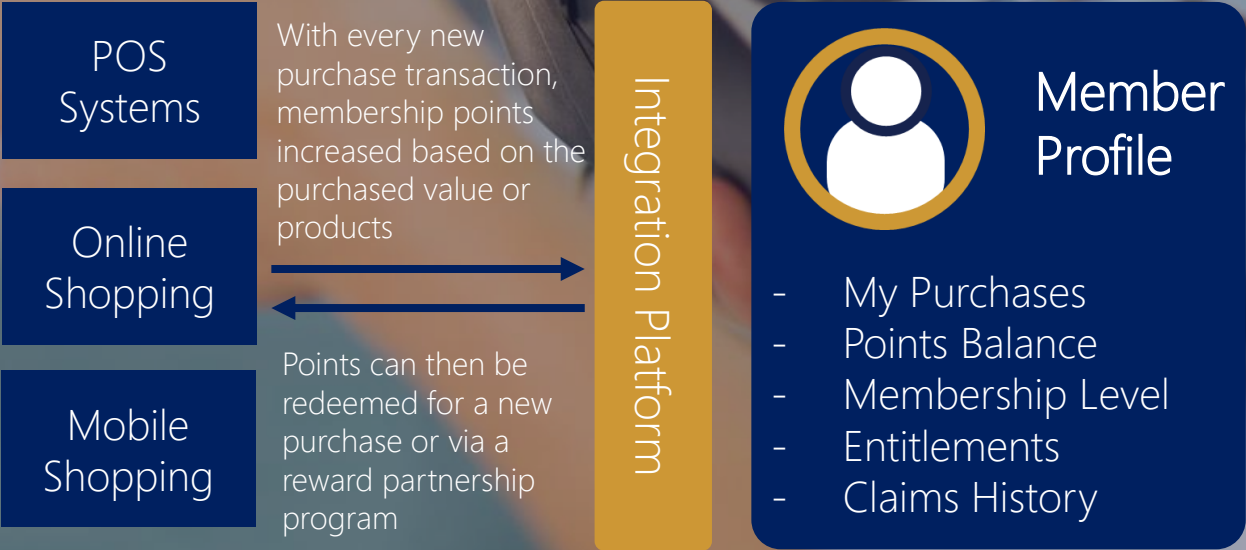 POS
Systems
With every new
purchase transaction,
membership points
increased based on the
purchased value or
products
Online
Shopping
Points can then be
redeemed for a new
purchase or via a
reward partnership
program
Mobile
Shopping
Integration Platform
Member
Profile
- My Purchases
- Points Balance
- Membership Level
- Entitlements
- Claims History